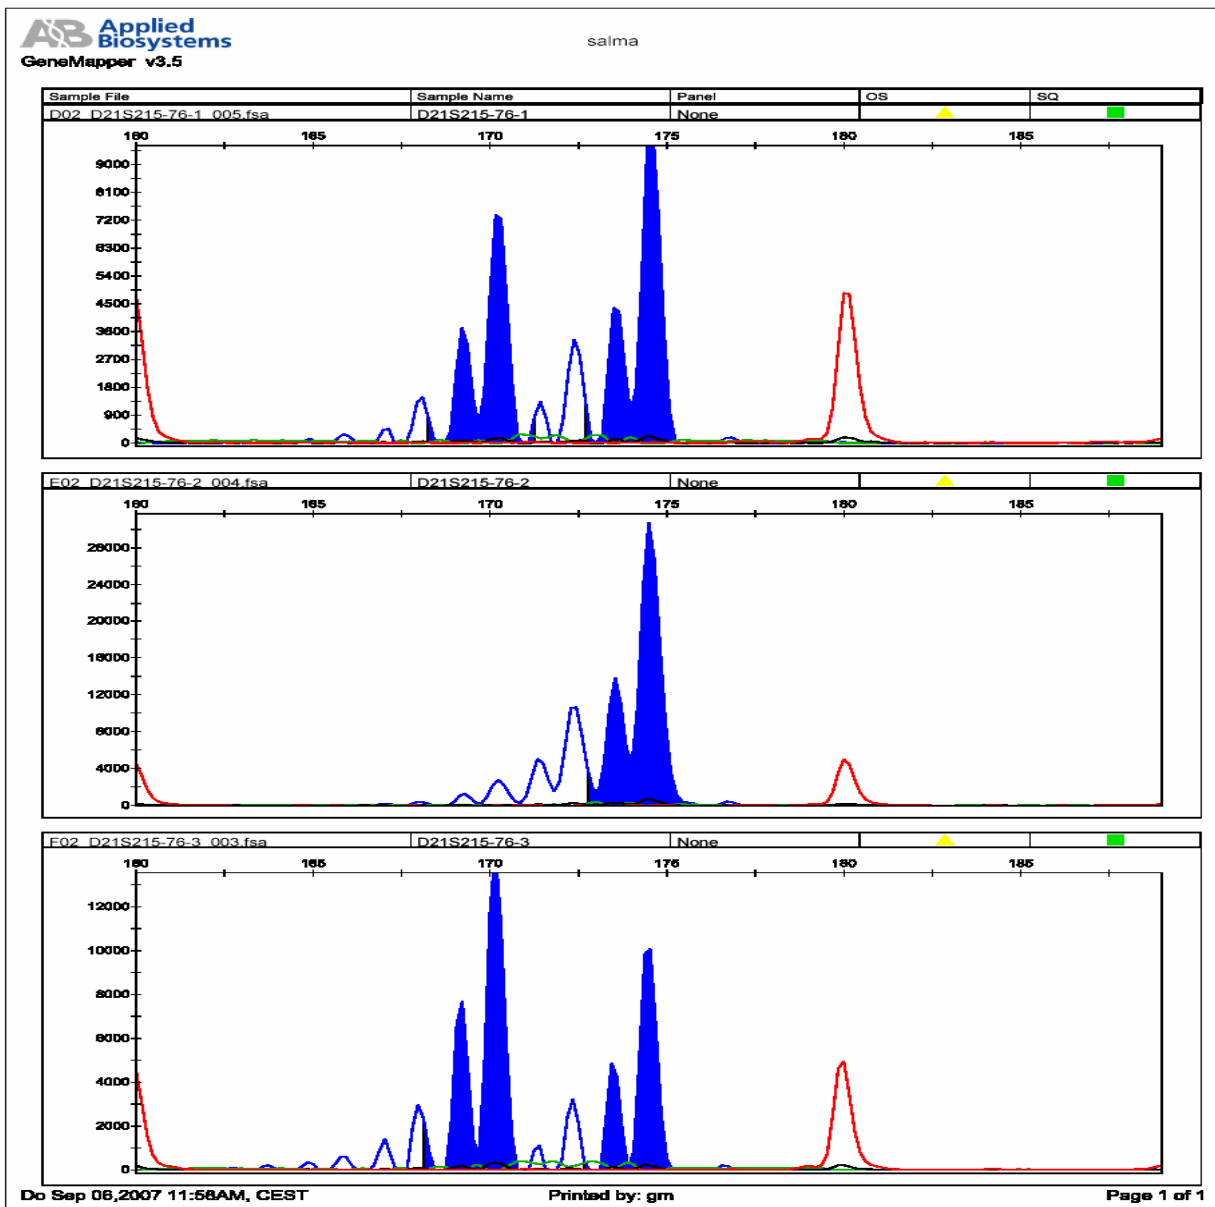 AB Applied
Biosystems
salma
GeneMapper v3.5
Sample File Sample Name Panel OS SQ
D02_D21S215-76-1_005.fsa D21S215-76-1 None
160 165 170 175 180 185
9000
8100
7200
6300
5400
4500
3600
2700
1800
900
0
E02_D21S215-76-2_004.fsa D21S215-76-2 None
160 165 170 175 180 185
28000
24000
20000
16000
12000
8000
4000
0
F02_D21S215-76-3_003.fsa D21S215-76-3 None
160 165 170 175 180 185
12000
10000
8000
6000
4000
2000
0
Do Sep 06,2007 11:56AM, CEST Printed by: gm Page 1 of 1